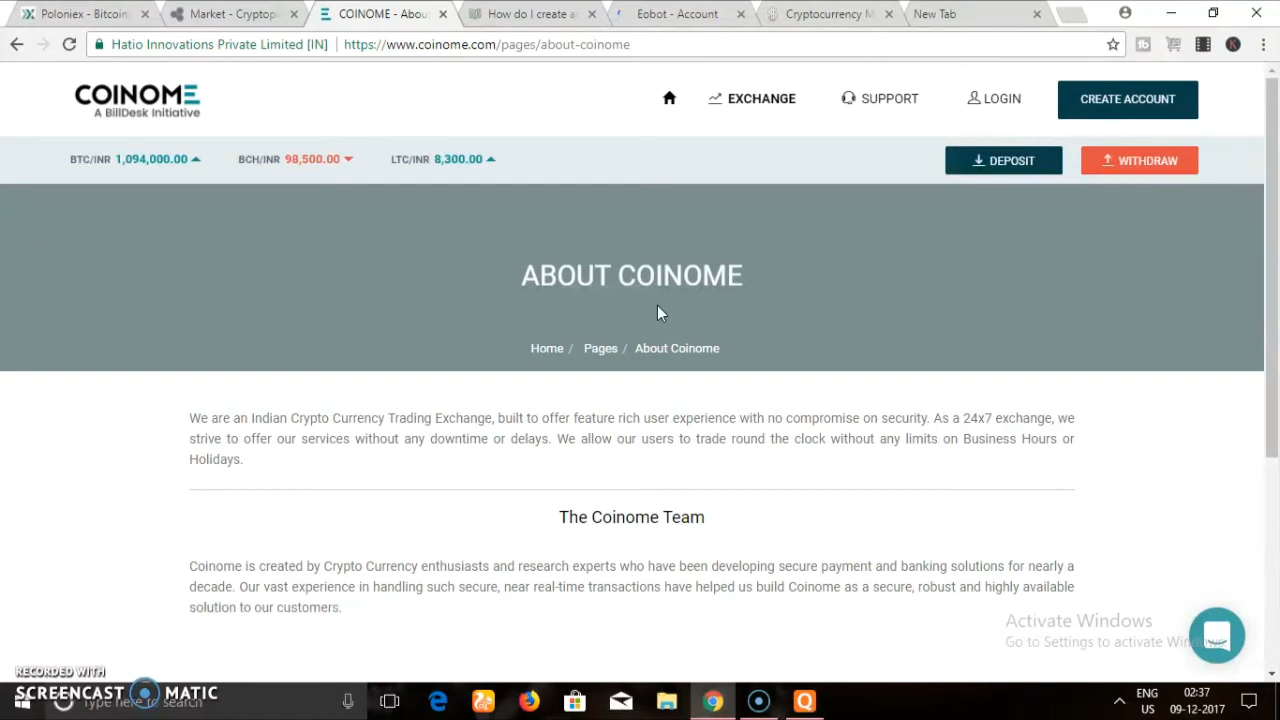 Poloniex - Bitcoin
Market - Cryptop
COINOME - Abou
How do I create a
Eobot - Account
Cryptocurrency M
New Tab
Hatio Innovations Private Limited [IN]
https://www.coinome.com/pages/about-coinome
COINOME
A BillDesk Initiative
EXCHANGE
SUPPORT
LOGIN
CREATE ACCOUNT
BTC/INR 1,094,000.00
BCH/INR 98,500.00
LTC/INR 8,300.00
DEPOSIT
WITHDRAW
ABOUT COINOME
Home / Pages / About Coinome
We are an Indian Crypto Currency Trading Exchange, built to offer feature rich user experience with no compromise on security. As a 24x7 exchange, we
strive to offer our services without any downtime or delays. We allow our users to trade round the clock without any limits on Business Hours or
Holidays.
The Coinome Team
Coinome is created by Crypto Currency enthusiasts and research experts who have been developing secure payment and banking solutions for nearly a
decade. Our vast experience in handling such secure, near real-time transactions have helped us build Coinome as a secure, robust and highly available
solution to our customers.
Activate Windows
Go to Settings to activate Windows.
RECORDED WITH
SCREENCAST MATIC
Type here to search
ENG
US
02:37
09-12-2017